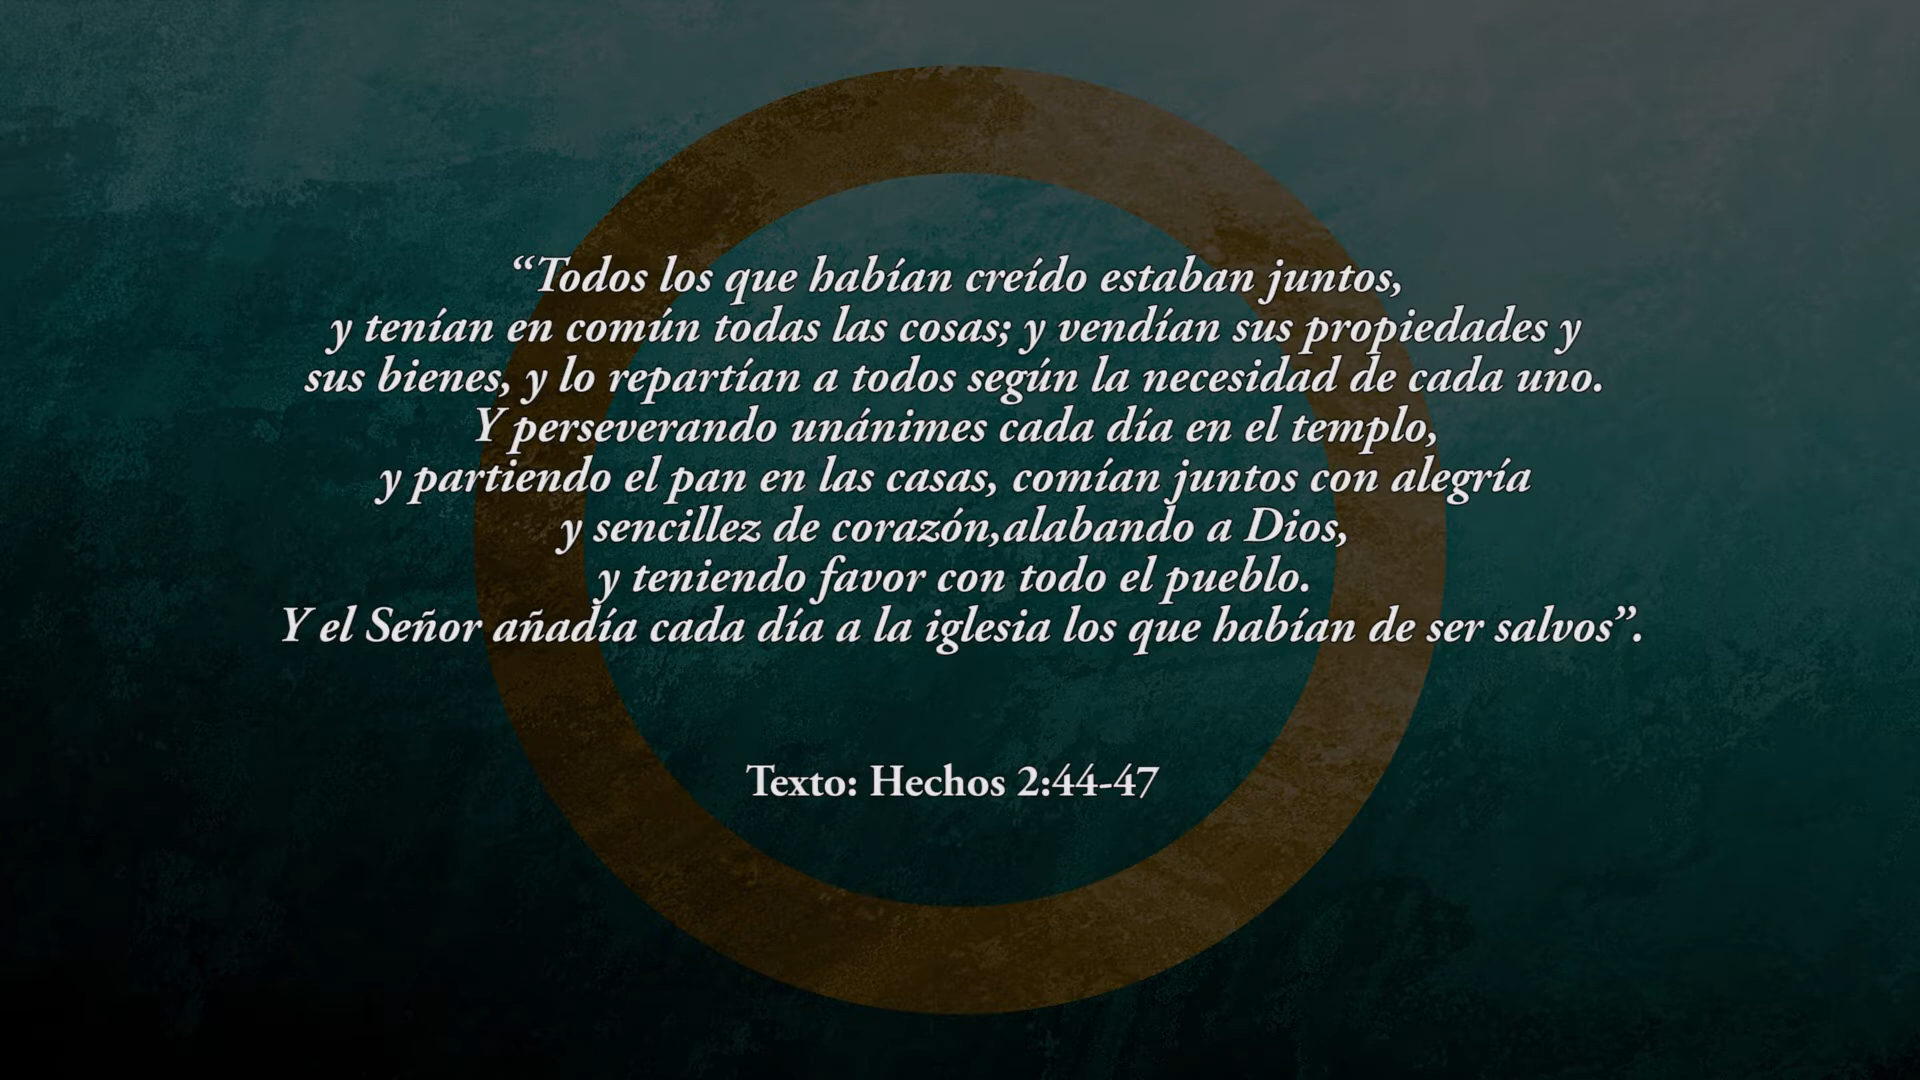 “Todos los que habían creído estaban juntos,
y tenían en común todas las cosas; y vendían sus propiedades y
sus bienes, y lo repartían a todos según la necesidad de cada uno.
Y perseverando unánimes cada día en el templo,
y partiendo el pan en las casas, comían juntos con alegría
y sencillez de corazón,alabando a Dios,
y teniendo favor con todo el pueblo.
Y el Señor añadía cada día a la iglesia los que habían de ser salvos”.
Texto: Hechos 2:44-47